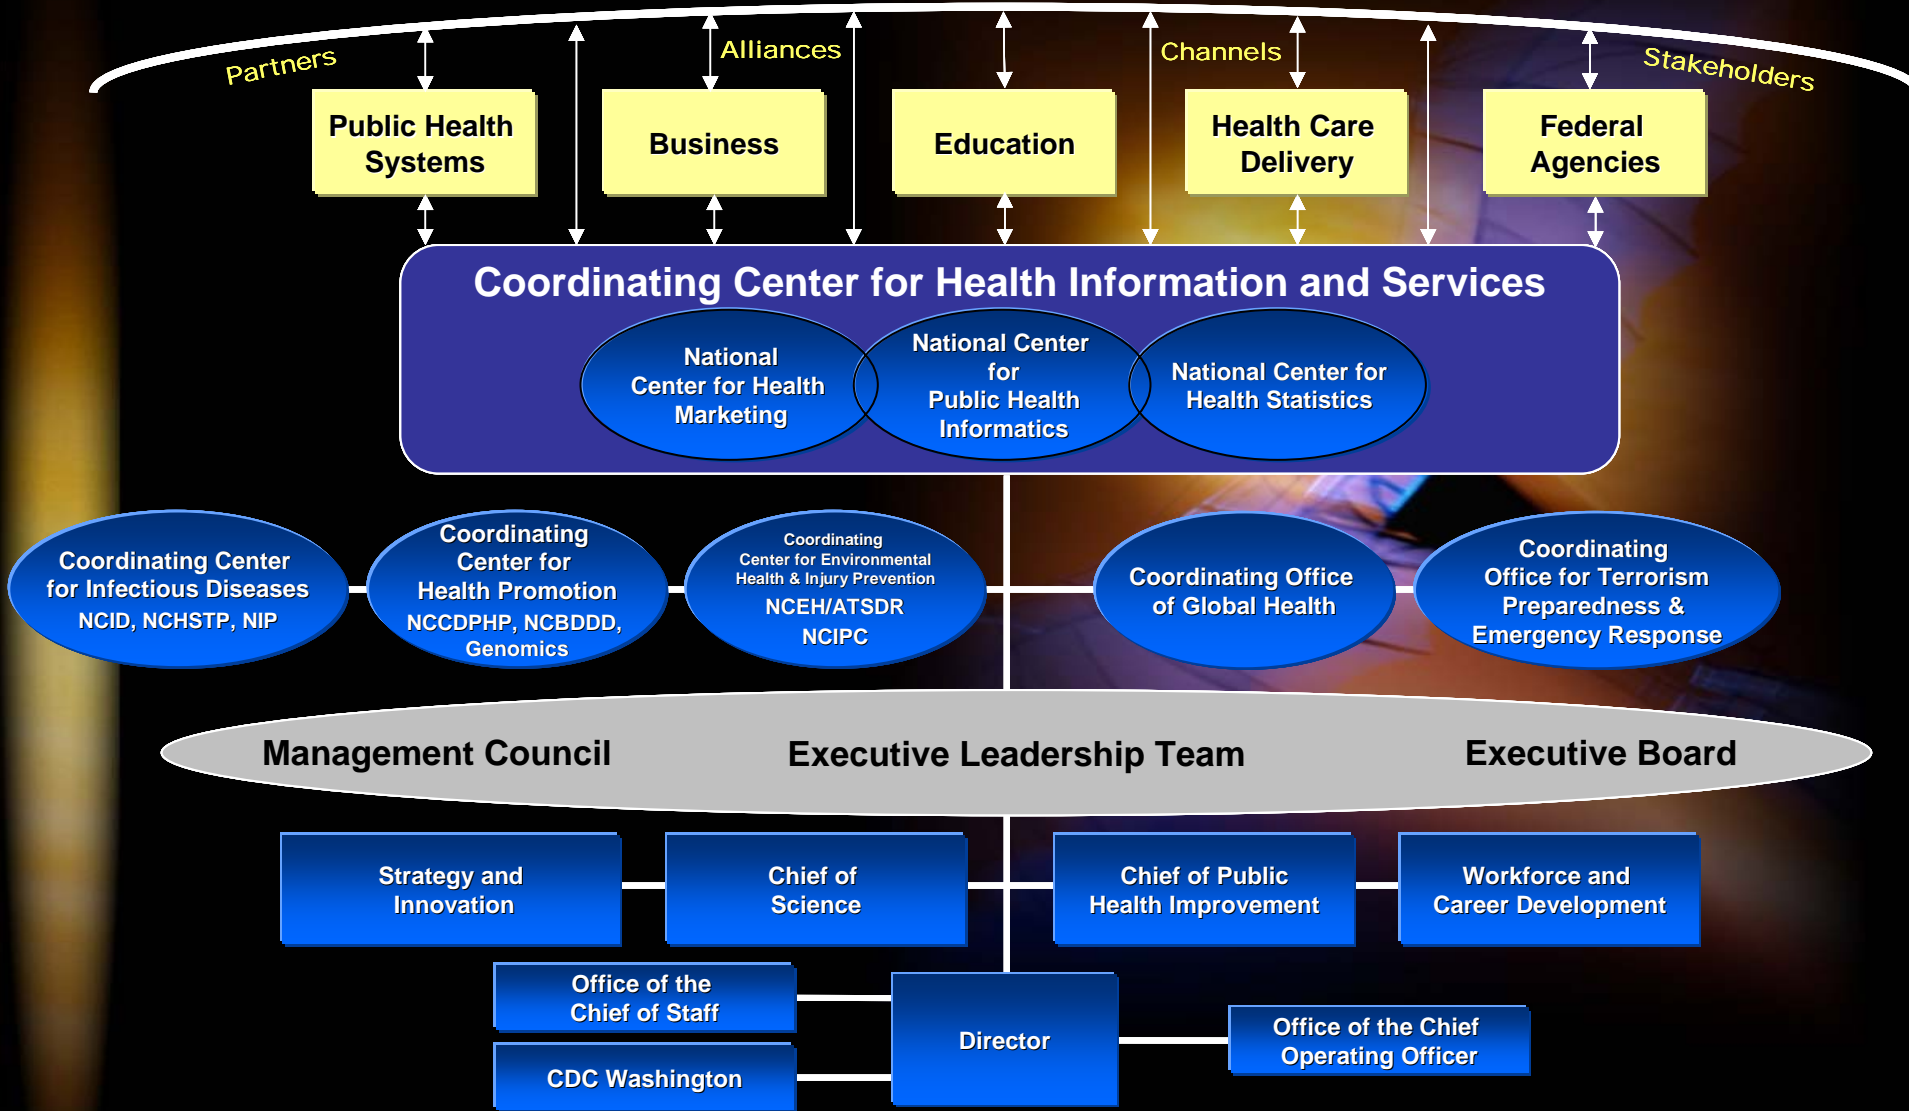 Partners
Alliances
Channels
Stakeholders
Public Health
Systems
Business
Education
Health Care
Delivery
Federal
Agencies
Coordinating Center for Health Information and Services
National
Center for Health
Marketing
National Center
for
Public Health
Informatics
National Center for
Health Statistics
Coordinating Center
for Infectious Diseases
NCID, NCHSTP, NIP
Coordinating
Center for
Health Promotion
NCCDPHP, NCBDDD,
Genomics
Coordinating
Center for Environmental
Health & Injury Prevention
NCEH/ATSDR
NCIPC
Coordinating Office
of Global Health
Coordinating
Office for Terrorism
Preparedness &
Emergency Response
Management Council
Executive Leadership Team
Executive Board
Strategy and
Innovation
Chief of
Science
Chief of Public
Health Improvement
Workforce and
Career Development
Office of the
Chief of Staff
CDC Washington
Director
Office of the Chief
Operating Officer